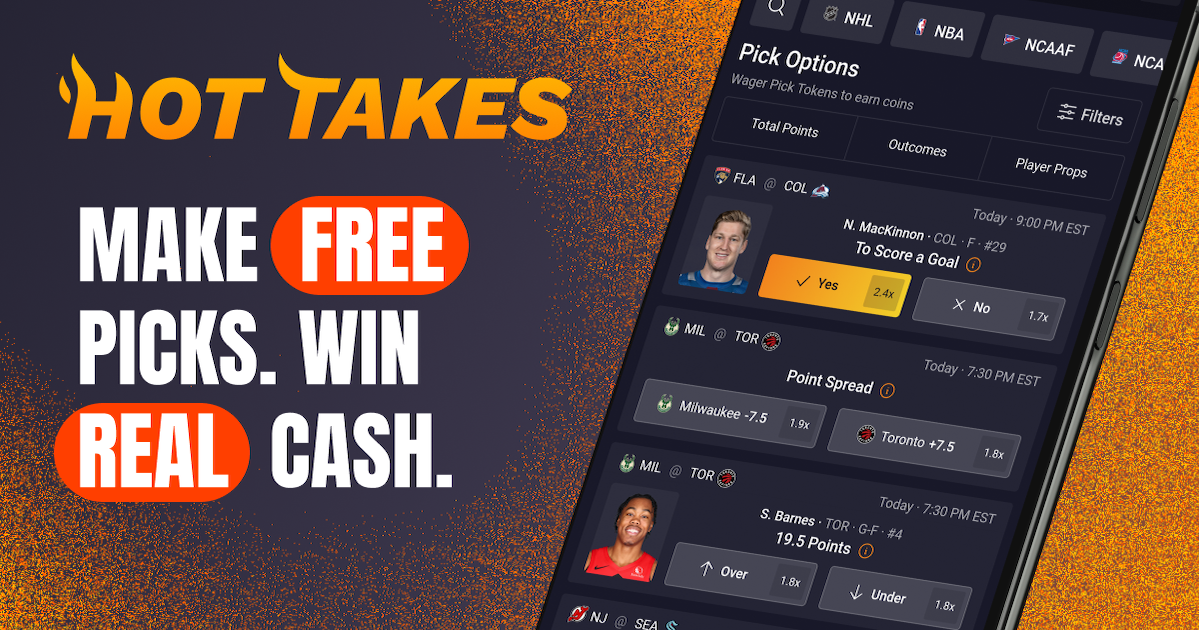 HOT TAKES
MAKE FREE
PICKS. WIN
REAL CASH.
NHL
NBA
NCAAF
NCA
Pick Options
Wager Pick Tokens to earn coins
Filters
Total Points
Outcomes
Player Props
FLA @ COL
Today · 9:00 PM EST
N. MacKinnon · COL · F · #29
To Score a Goal
Yes 2.4x
No 1.7x
MIL @ TOR
Today · 7:30 PM EST
Point Spread
Milwaukee -7.5 1.9x
Toronto +7.5 1.8x
MIL @ TOR
Today · 7:30 PM EST
S. Barnes · TOR · G-F · #4
19.5 Points
Over 1.8x
Under 1.8x
NJ @ SEA